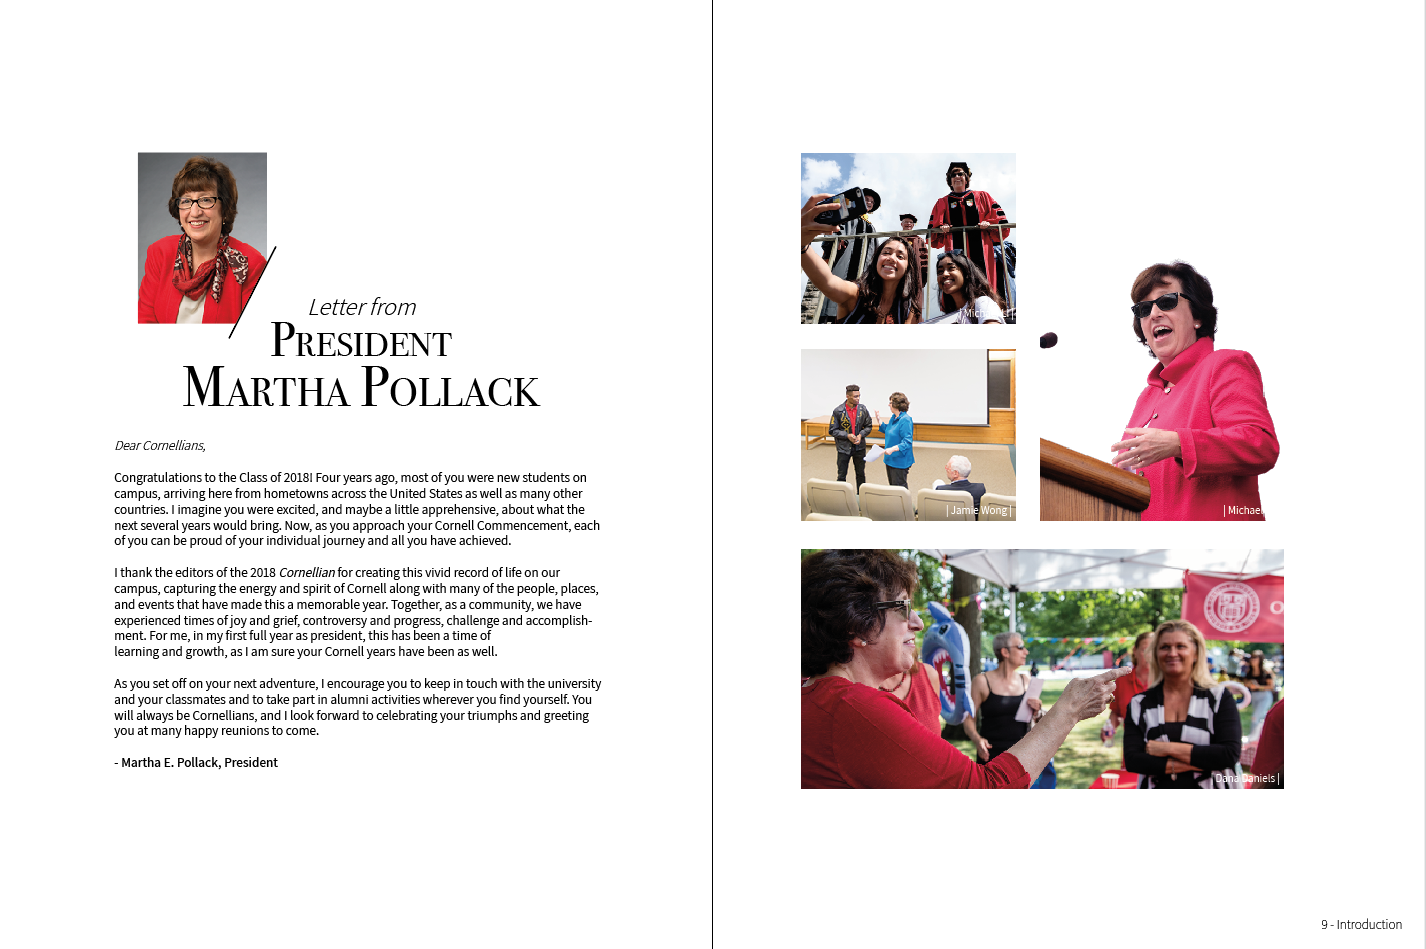 Letter from
PRESIDENT
MARTHA POLLACK
Dear Cornellians,
Congratulations to the Class of 2018! Four years ago, most of you were new students on
campus, arriving here from hometowns across the United States as well as many other
countries. I imagine you were excited, and maybe a little apprehensive, about what the
next several years would bring. Now, as you approach your Cornell Commencement, each
of you can be proud of your individual journey and all you have achieved.
I thank the editors of the 2018 Cornellian for creating this vivid record of life on our
campus, capturing the energy and spirit of Cornell along with many of the people, places,
and events that have made this a memorable year. Together, as a community, we have
experienced times of joy and grief, controversy and progress, challenge and accomplish-
ment. For me, in my first full year as president, this has been a time of
learning and growth, as I am sure your Cornell years have been as well.
As you set off on your next adventure, I encourage you to keep in touch with the university
and your classmates and to take part in alumni activities wherever you find yourself. You
will always be Cornellians, and I look forward to celebrating your triumphs and greeting
you at many happy reunions to come.
- Martha E. Pollack, President
| Jamie Wong |
| Michael
Dana Daniels |
9 - Introduction